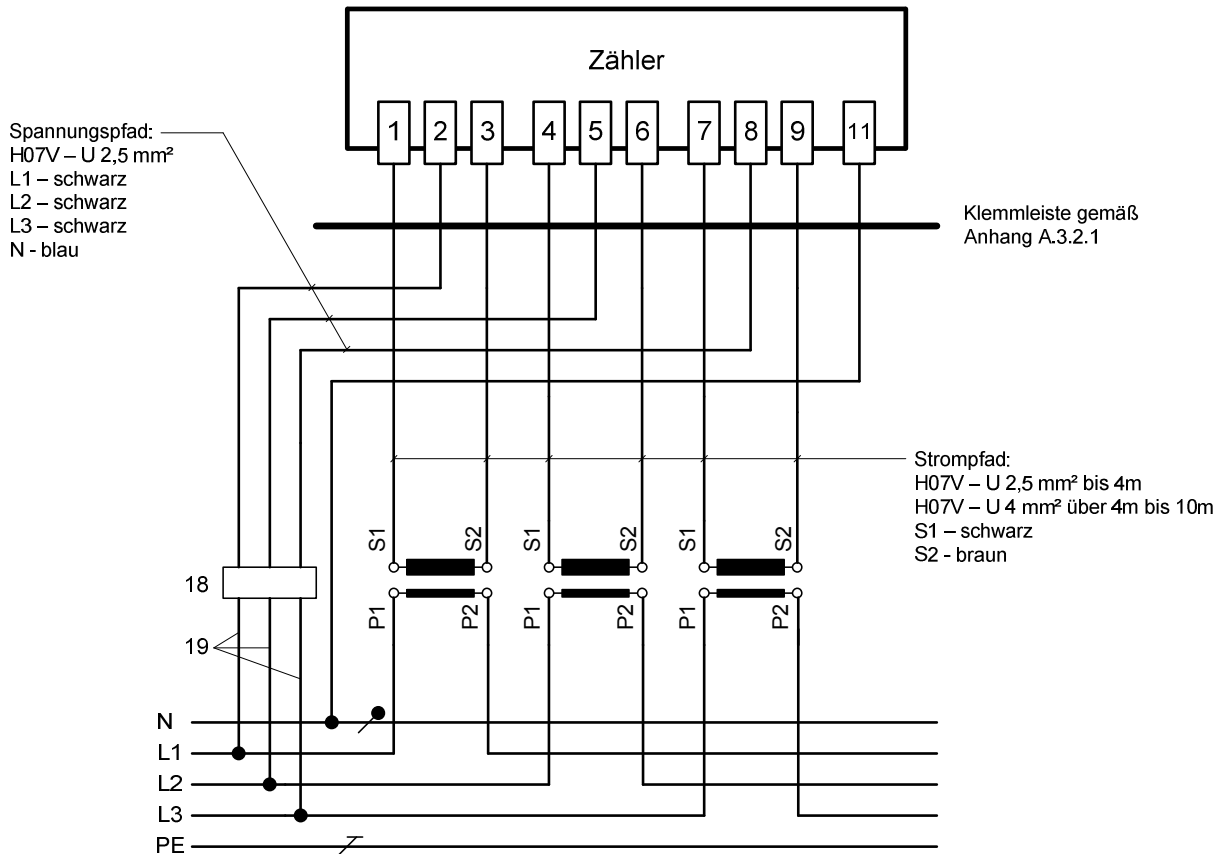 Zähler
1 2 3 4 5 6 7 8 9 11
Spannungspfad:
H07V – U 2,5 mm²
L1 – schwarz
L2 – schwarz
L3 – schwarz
N - blau
Klemmleiste gemäß
Anhang A.3.2.1
Strompfad:
H07V – U 2,5 mm² bis 4m
H07V – U 4 mm² über 4m bis 10m
S1 – schwarz
S2 - braun
S1 S2 S1 S2 S1 S2
18
P1 P2 P1 P2 P1 P2
19
N
L1
L2
L3
PE